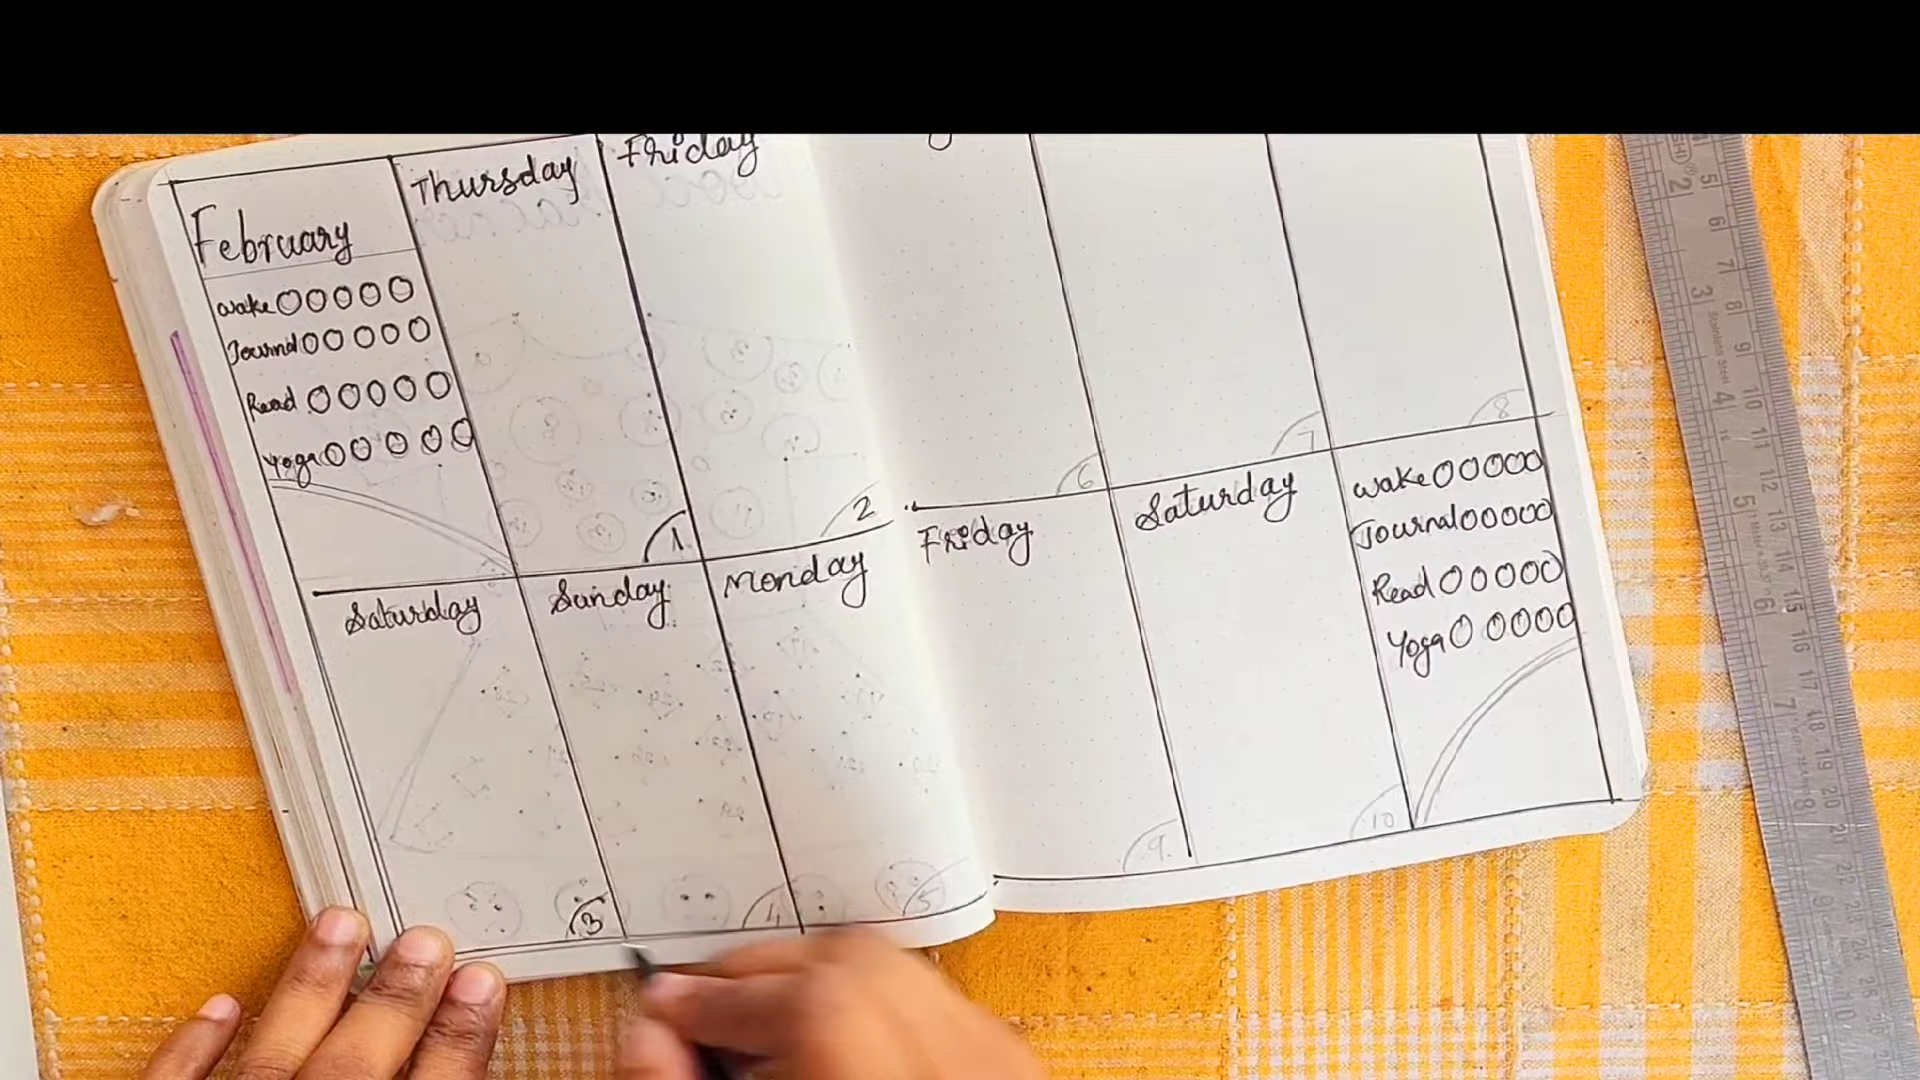 February
Thursday
Friday
Wake
Journal
Read
Yoga
1
2
6
7
8
Saturday
Sunday
Monday
Friday
Saturday
Wake
Journal
Read
Yoga
3
4
5
9
10